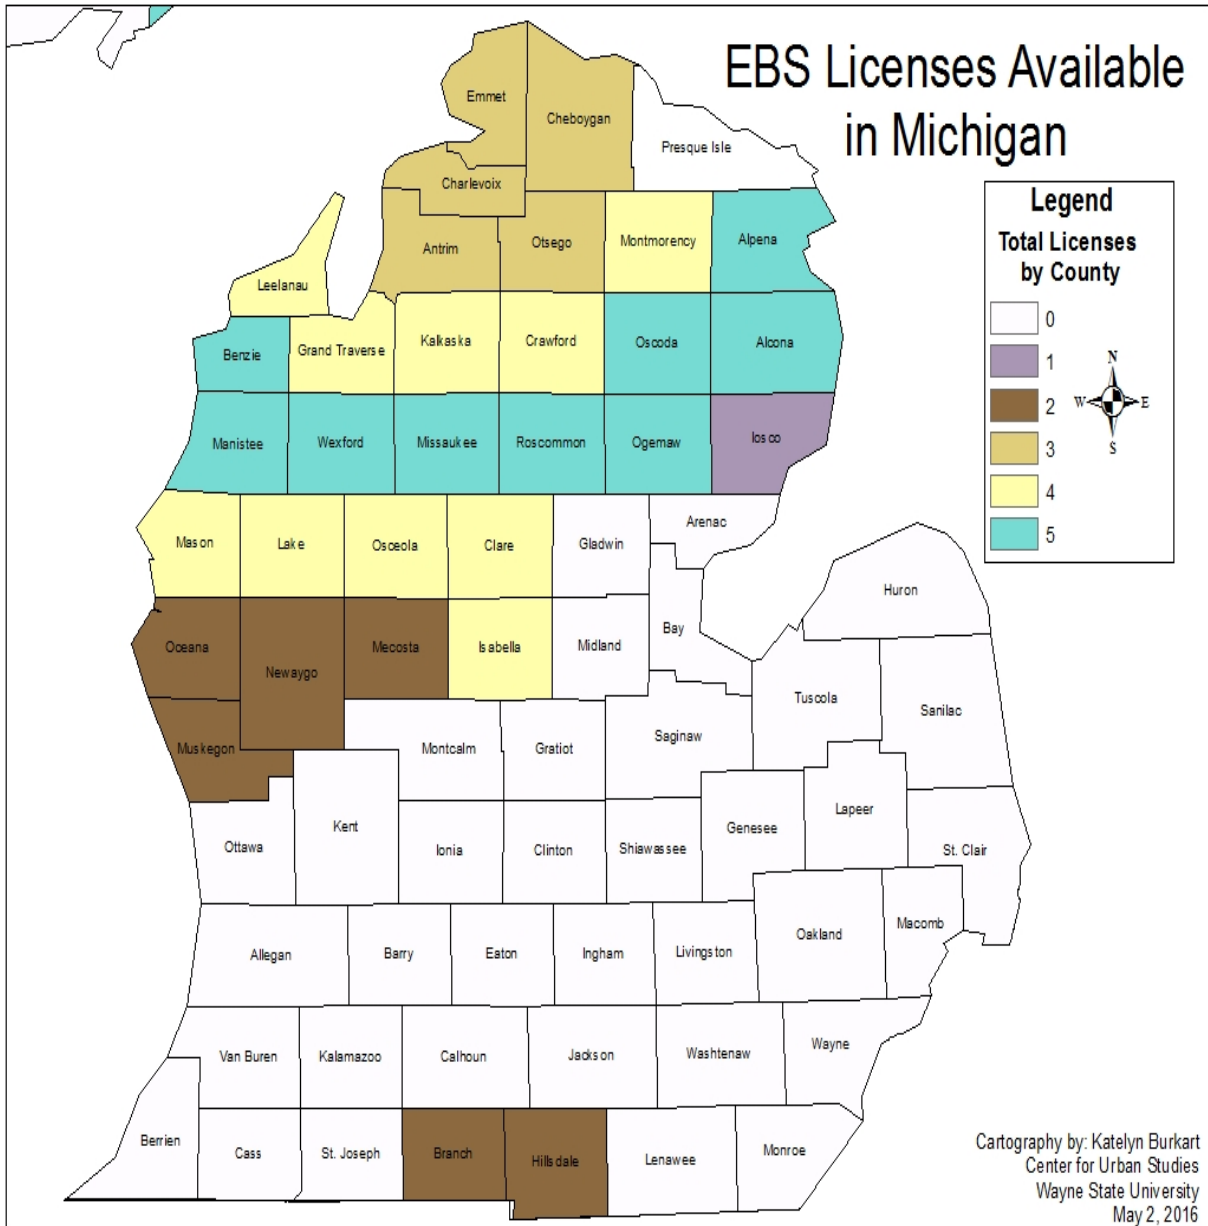 EBS Licenses Available
in Michigan
Emmet
Cheboygan
Presque Isle
Charlevoix
Antrim
Otsego
Montmorency
Alpena
Leelanau
Legend
Total Licenses
by County
0
1
2
3
4
5
N
W
E
S
Benzie
Grand Traverse
Kalkaska
Crawford
Oscoda
Alcona
Manistee
Wexford
Missaukee
Roscommon
Ogemaw
Iosco
Mason
Lake
Osceola
Clare
Gladwin
Arenac
Huron
Oceana
Newaygo
Mecosta
Isabella
Midland
Bay
Tuscola
Sanilac
Muskegon
Montcalm
Gratiot
Saginaw
Ottawa
Kent
Ionia
Clinton
Shiawassee
Genesee
Lapeer
St. Clair
Allegan
Barry
Eaton
Ingham
Livingston
Oakland
Macomb
Van Buren
Kalamazoo
Calhoun
Jackson
Washtenaw
Wayne
Berrien
Cass
St. Joseph
Branch
Hillsdale
Lenawee
Monroe
Cartography by: Katelyn Burkart
Center for Urban Studies
Wayne State University
May 2, 2016